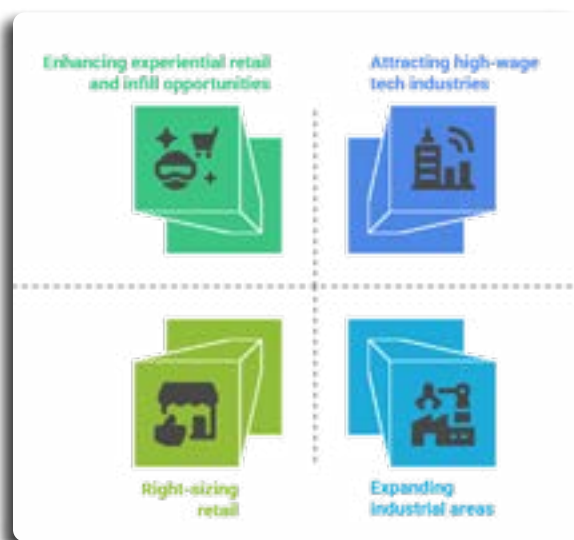 Enhancing experiential retail
and infill opportunities
Attracting high-wage
tech industries
Right-sizing
retail
Expanding
industrial areas